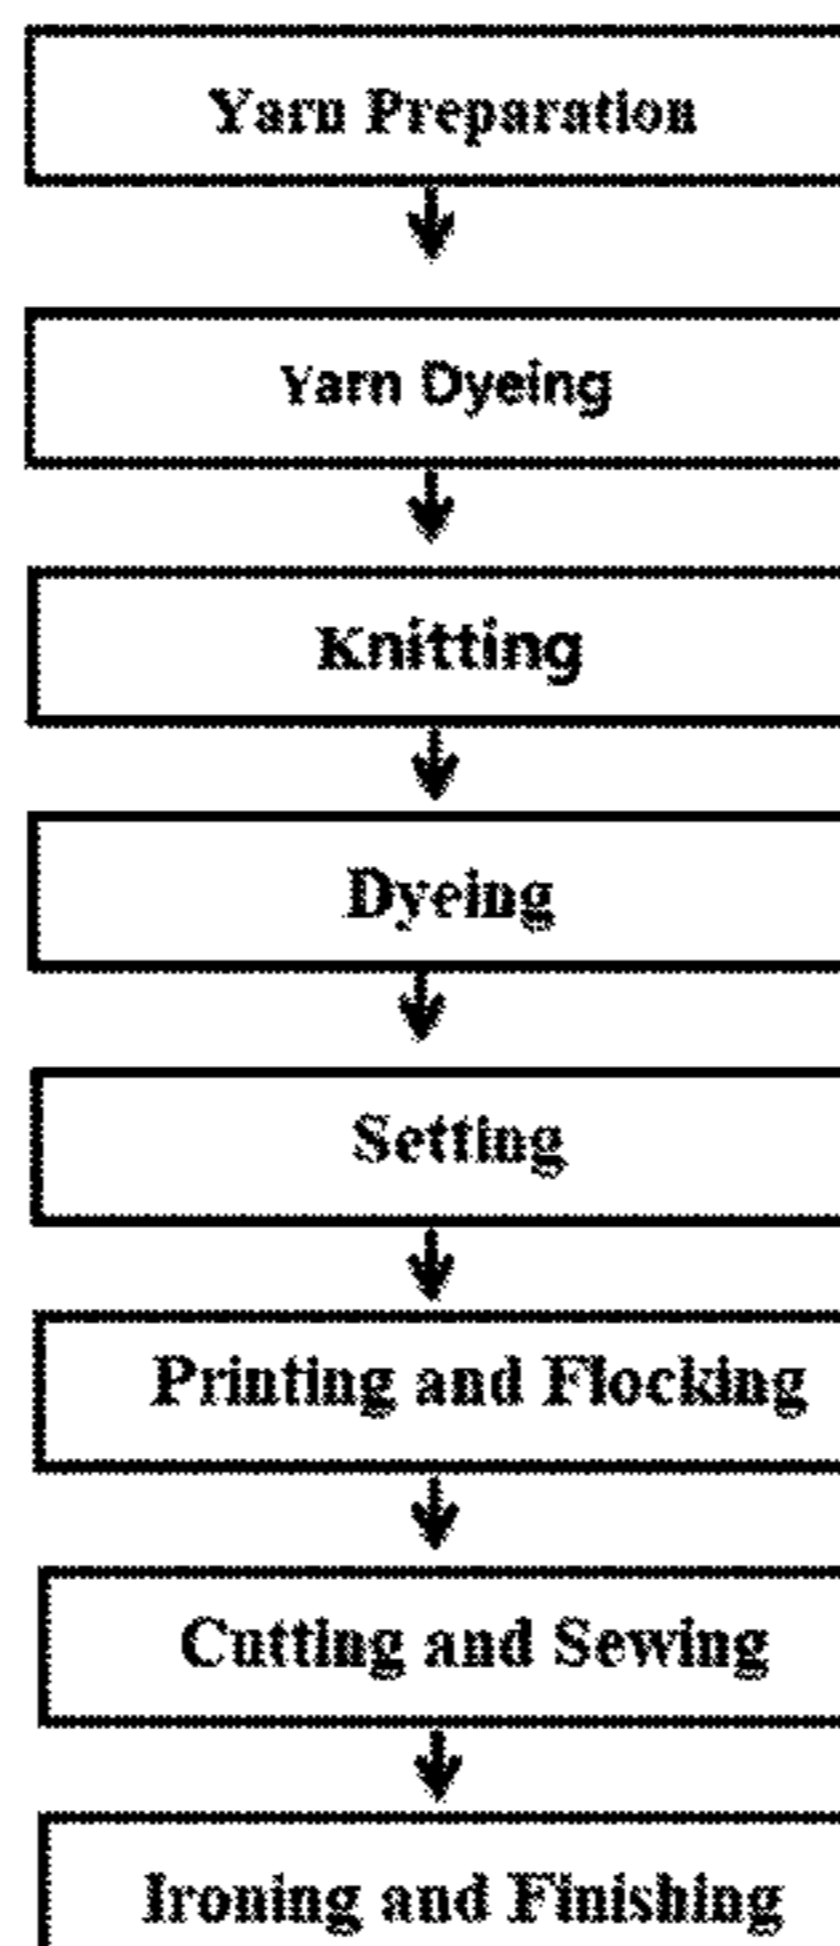 Yarn Preparation
Yarn Dyeing
Knitting
Dyeing
Setting
Printing and Flocking
Cutting and Sewing
Ironing and Finishing